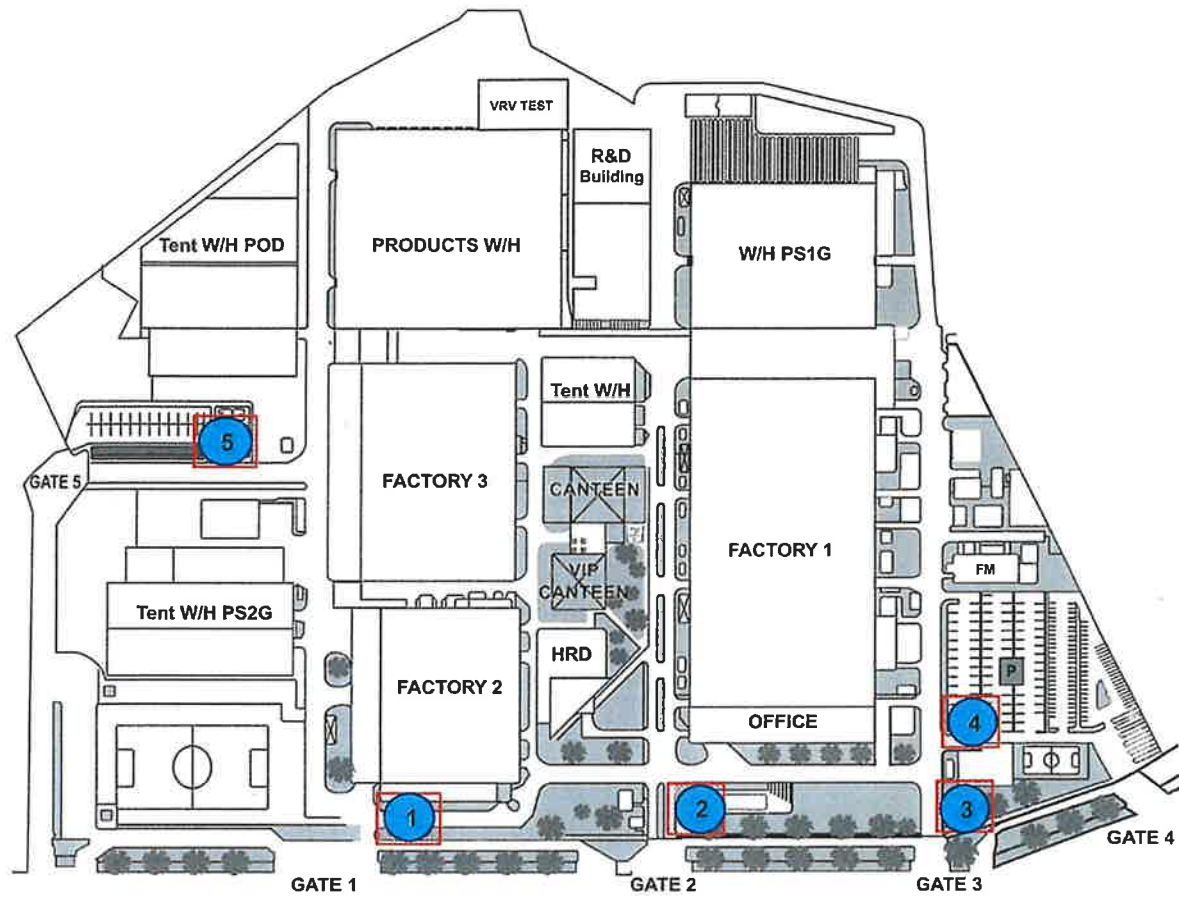 VRV TEST
R&D
Building
Tent W/H POD
PRODUCTS W/H
W/H PS1G
Tent W/H
5
GATE 5
FACTORY 3
CANTEEN
FACTORY 1
VIP
CANTEEN
FM
Tent W/H PS2G
HRD
P
FACTORY 2
OFFICE
4
1
2
3
GATE 4
GATE 1
GATE 2
GATE 3